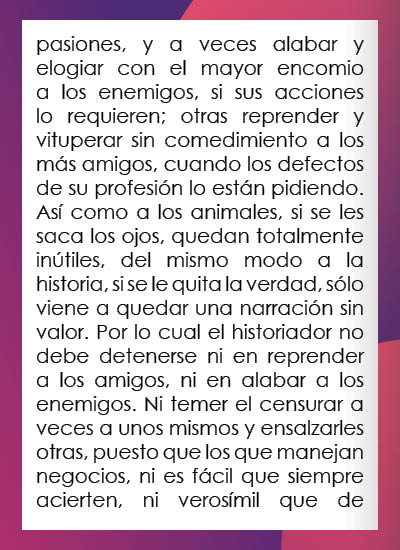 pasiones, y a veces alabar y
elogiar con el mayor encomio
a los enemigos, si sus acciones
lo requieren; otras reprender y
vituperar sin comedimiento a los
más amigos, cuando los defectos
de su profesión lo están pidiendo.
Así como a los animales, si se les
saca los ojos, quedan totalmente
inútiles, del mismo modo a la
historia, si se le quita la verdad, sólo
viene a quedar una narración sin
valor. Por lo cual el historiador no
debe detenerse ni en reprender
a los amigos, ni en alabar a los
enemigos. Ni temer el censurar a
veces a unos mismos y ensalzarles
otras, puesto que los que manejan
negocios, ni es fácil que siempre
acierten, ni verosímil que de